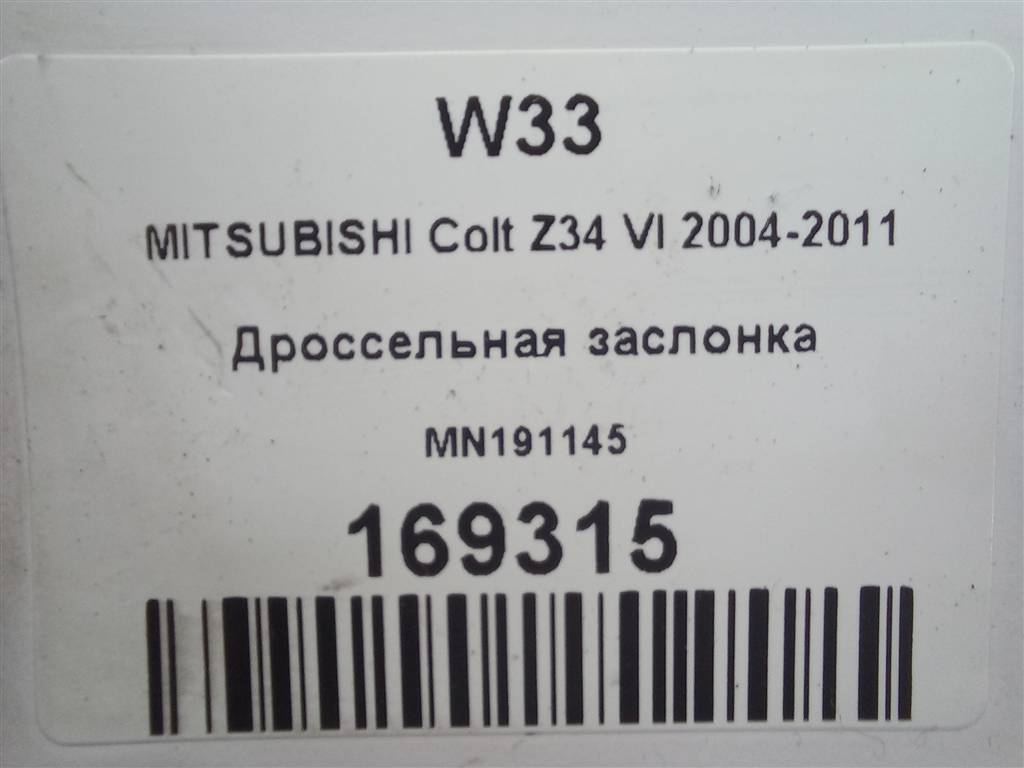 W33
MITSUBISHI Colt Z34 VI 2004-2011
Дроссельная заслонка
MN191145
169315